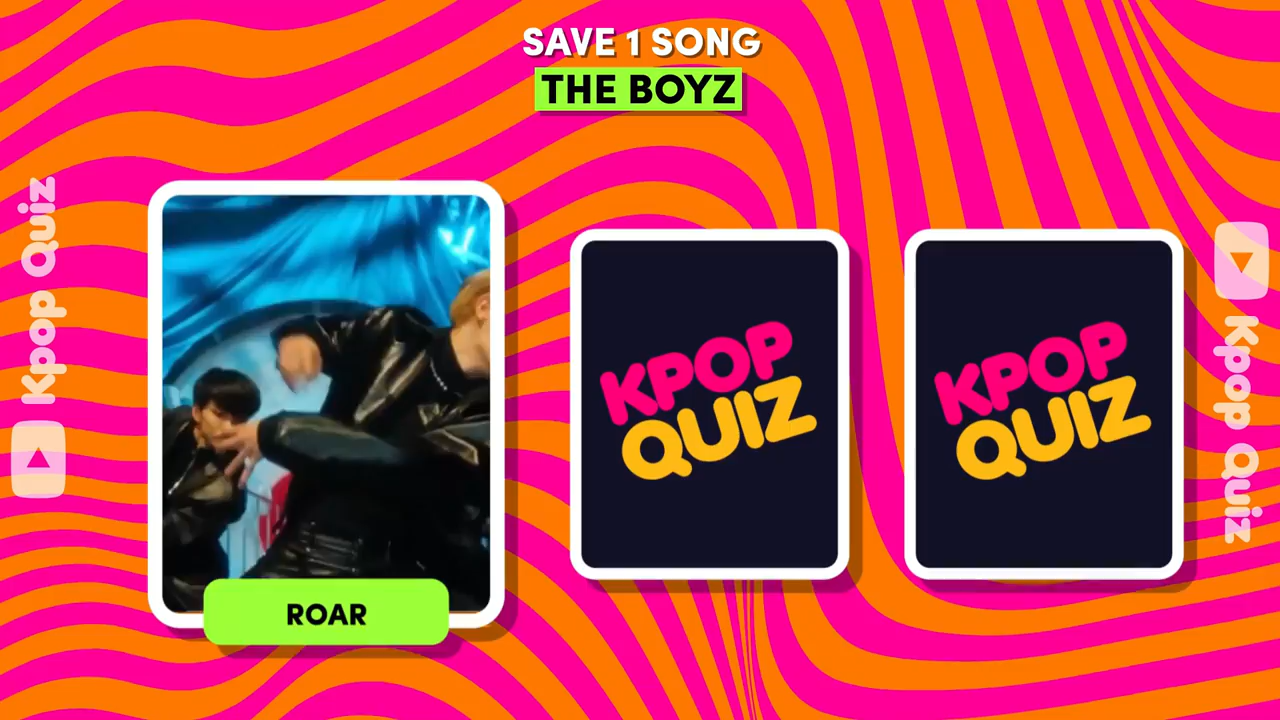 SAVE 1 SONG
THE BOYZ
Kpop Quiz
ROAR
KPOP
QUIZ
KPOP
QUIZ
Kpop Quiz